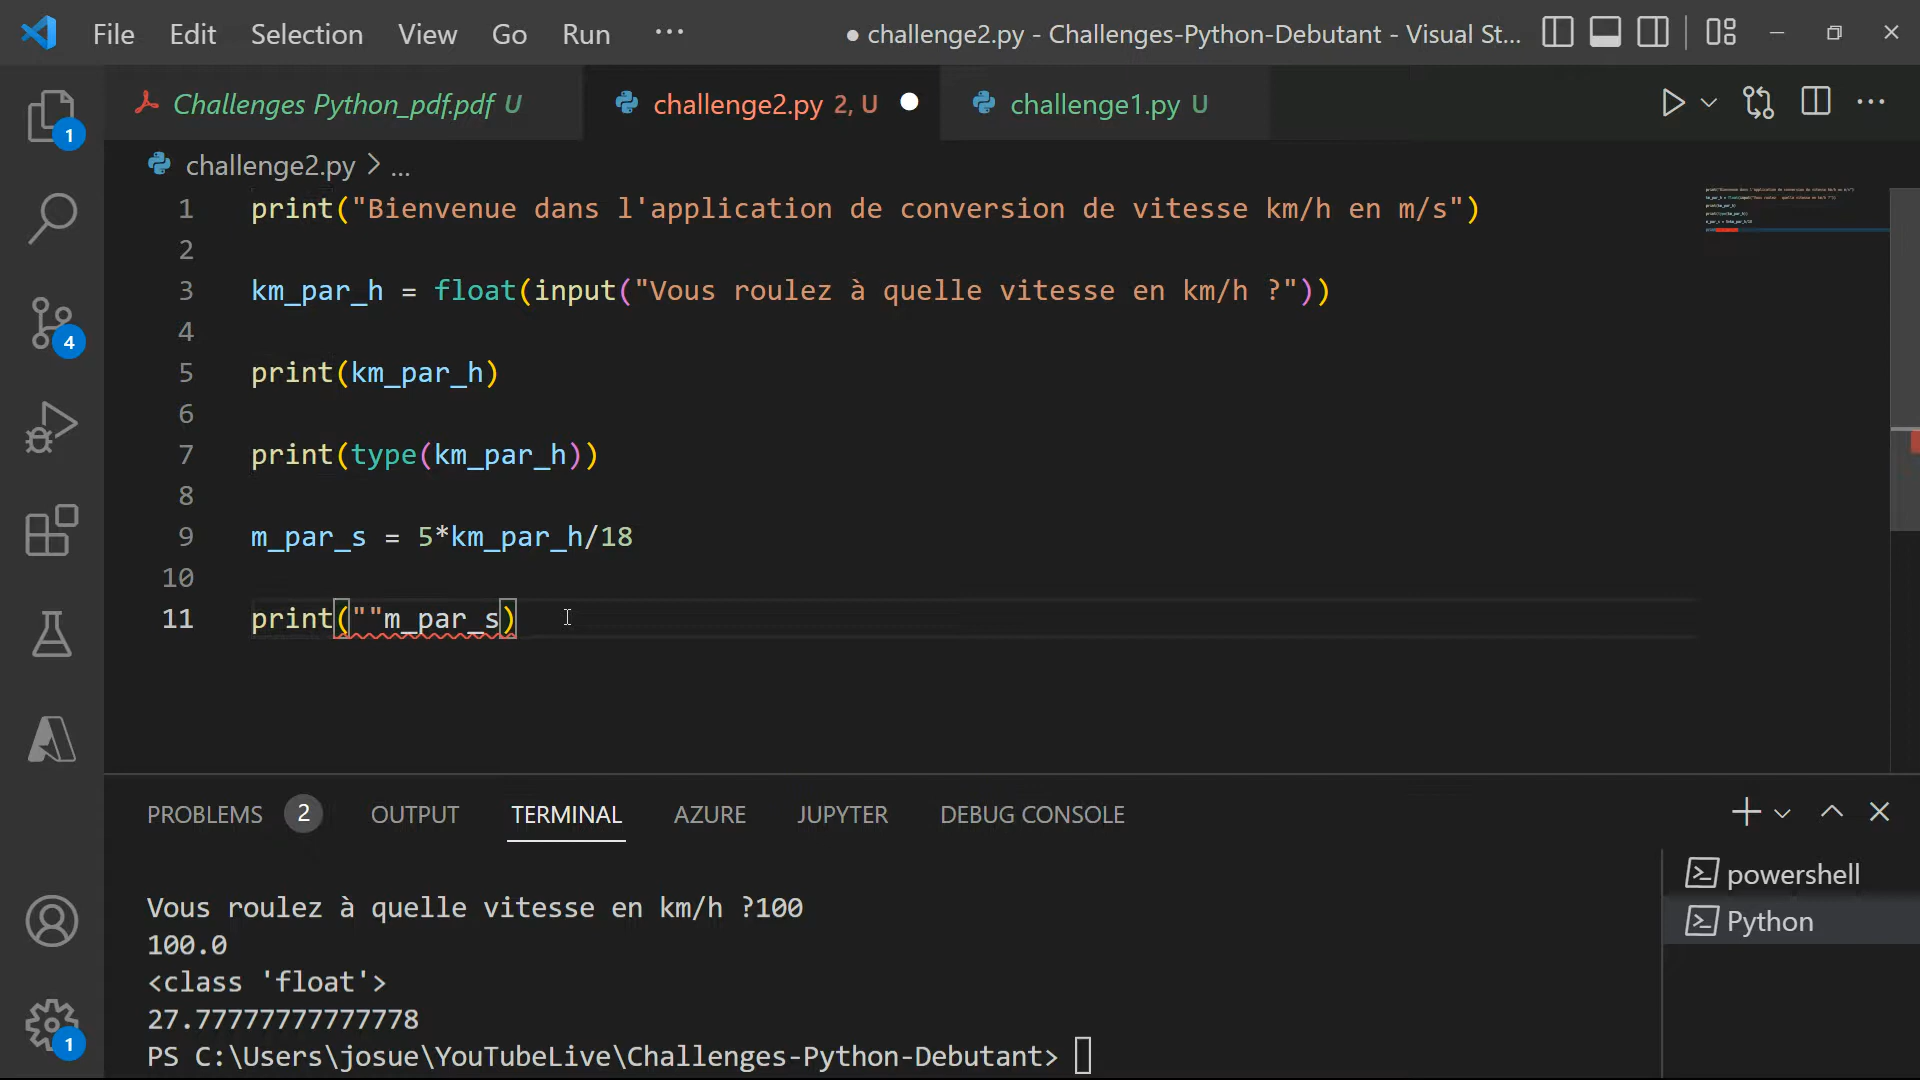 File Edit Selection View Go Run ··· ● challenge2.py - Challenges-Python-Debutant - Visual St...
Challenges Python_pdf.pdf U challenge2.py 2, U challenge1.py U
challenge2.py > ...
1 print("Bienvenue dans l'application de conversion de vitesse km/h en m/s")
2
3 km_par_h = float(input("Vous roulez à quelle vitesse en km/h ?"))
4
5 print(km_par_h)
6
7 print(type(km_par_h))
8
9 m_par_s = 5*km_par_h/18
10
11 print(""m_par_s)
1
4
1
PROBLEMS 2 OUTPUT TERMINAL AZURE JUPYTER DEBUG CONSOLE
Vous roulez à quelle vitesse en km/h ?100
100.0
<class 'float'>
27.77777777777778
PS C:\Users\josue\YouTubeLive\Challenges-Python-Debutant>
powershell
Python